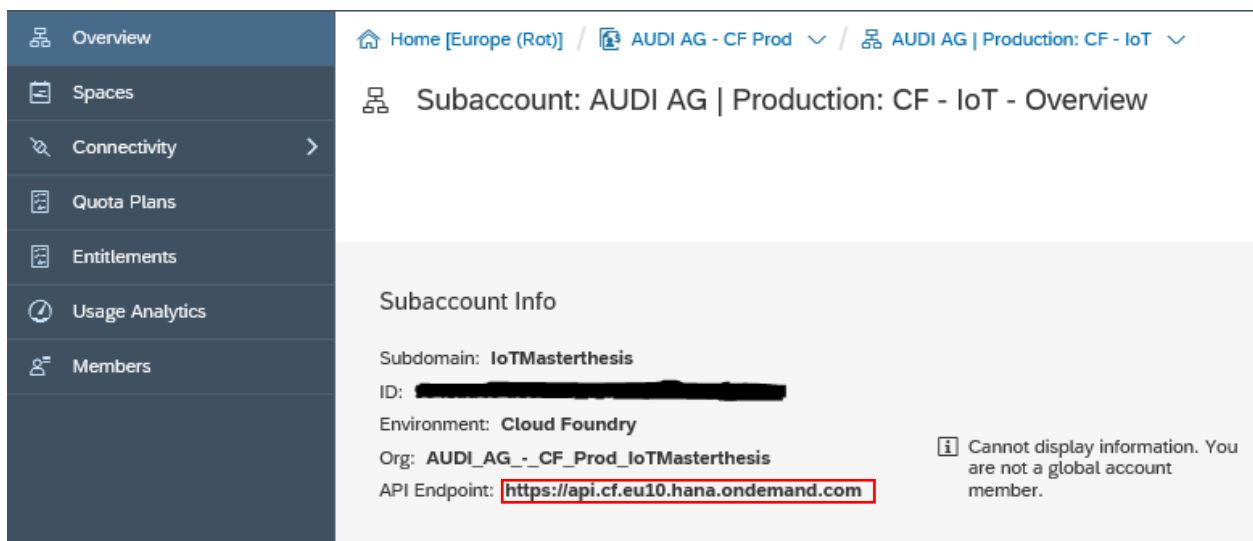 Overview
Spaces
Connectivity
Quota Plans
Entitlements
Usage Analytics
Members
Home [Europe (Rot)] / AUDI AG - CF Prod / AUDI AG | Production: CF - IoT
Subaccount: AUDI AG | Production: CF - IoT - Overview
Subaccount Info
Subdomain: IoTMasterthesis
ID:
Environment: Cloud Foundry
Org: AUDI_AG_-_CF_Prod_IoTMasterthesis
API Endpoint: https://api.cf.eu10.hana.ondemand.com
Cannot display information. You
are not a global account
member.